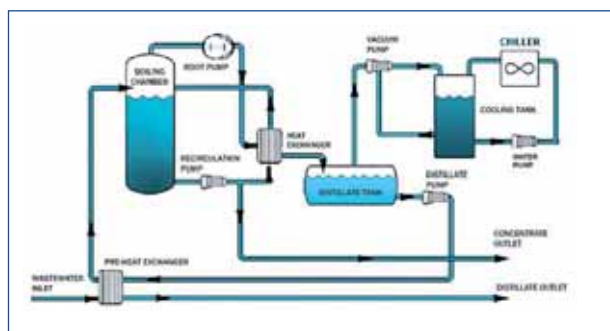 VACUUM
PUMP
CHILLER
ROOT PUMP
BOILING
CHAMBER
COOLING TANK
HEAT
EXCHANGER
RECIRCULATION
PUMP
WATER
PUMP
DISTILLATE
PUMP
DISTILLATE TANK
CONCENTRATE
OUTLET
PRE-HEAT EXCHANGER
WASTEWATER
INLET
DISTILLATE OUTLET